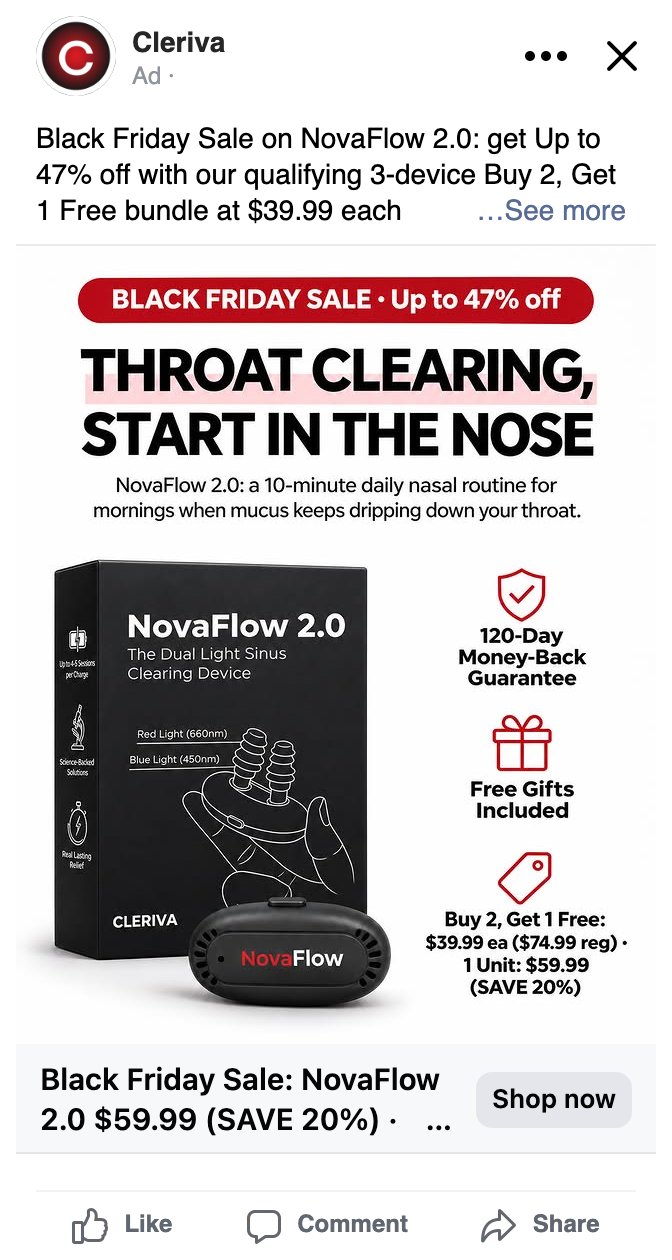 Cleriva
Ad ·
Black Friday Sale on NovaFlow 2.0: get Up to
47% off with our qualifying 3-device Buy 2, Get
1 Free bundle at $39.99 each ...See more
BLACK FRIDAY SALE • Up to 47% off
THROAT CLEARING,
START IN THE NOSE
NovaFlow 2.0: a 10-minute daily nasal routine for
mornings when mucus keeps dripping down your throat.
NovaFlow 2.0
The Dual Light Sinus
Clearing Device
Red Light (660nm)
Blue Light (450nm)
Up to 4-5 Sessions
per Charge
Science-Backed
Solutions
Real Lasting
Relief
CLERIVA
NovaFlow
120-Day
Money-Back
Guarantee
Free Gifts
Included
Buy 2, Get 1 Free:
$39.99 ea ($74.99 reg) •
1 Unit: $59.99
(SAVE 20%)
Black Friday Sale: NovaFlow
2.0 $59.99 (SAVE 20%) · ...
Shop now
Like
Comment
Share